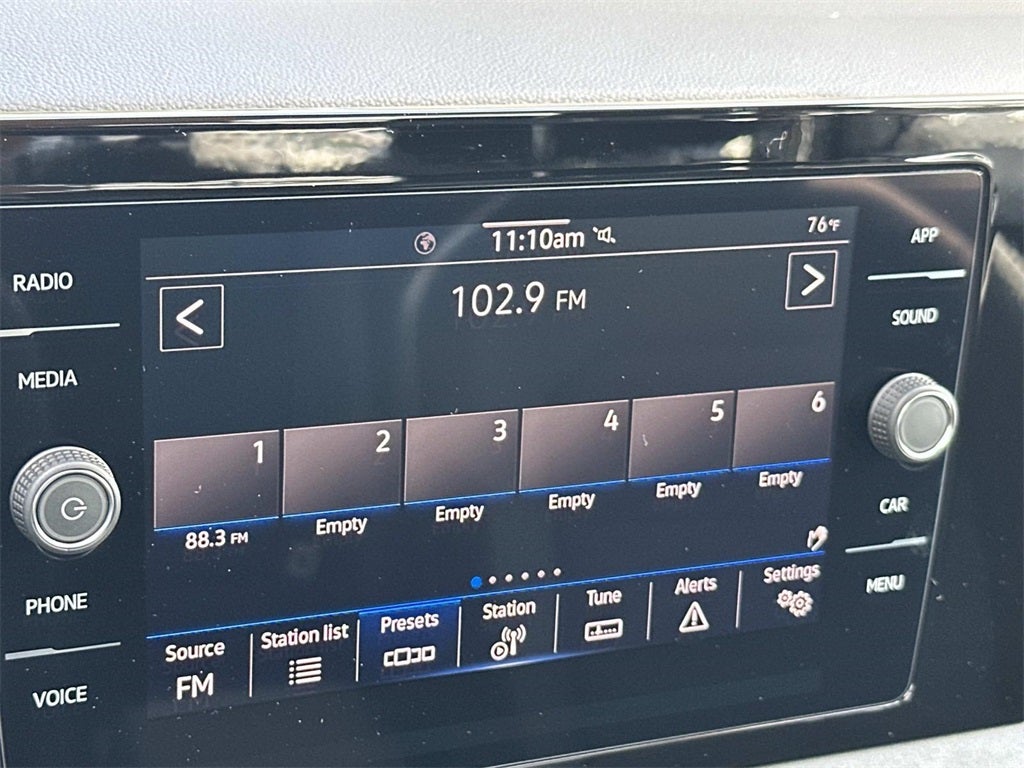 11:10am
76°F
102.9 FM
1
2
3
4
5
6
88.3 FM
Empty
Empty
Empty
Empty
Empty
Source
FM
Station list
Presets
Station
Tune
Alerts
Settings
RADIO
MEDIA
PHONE
VOICE
APP
SOUND
CAR
MENU